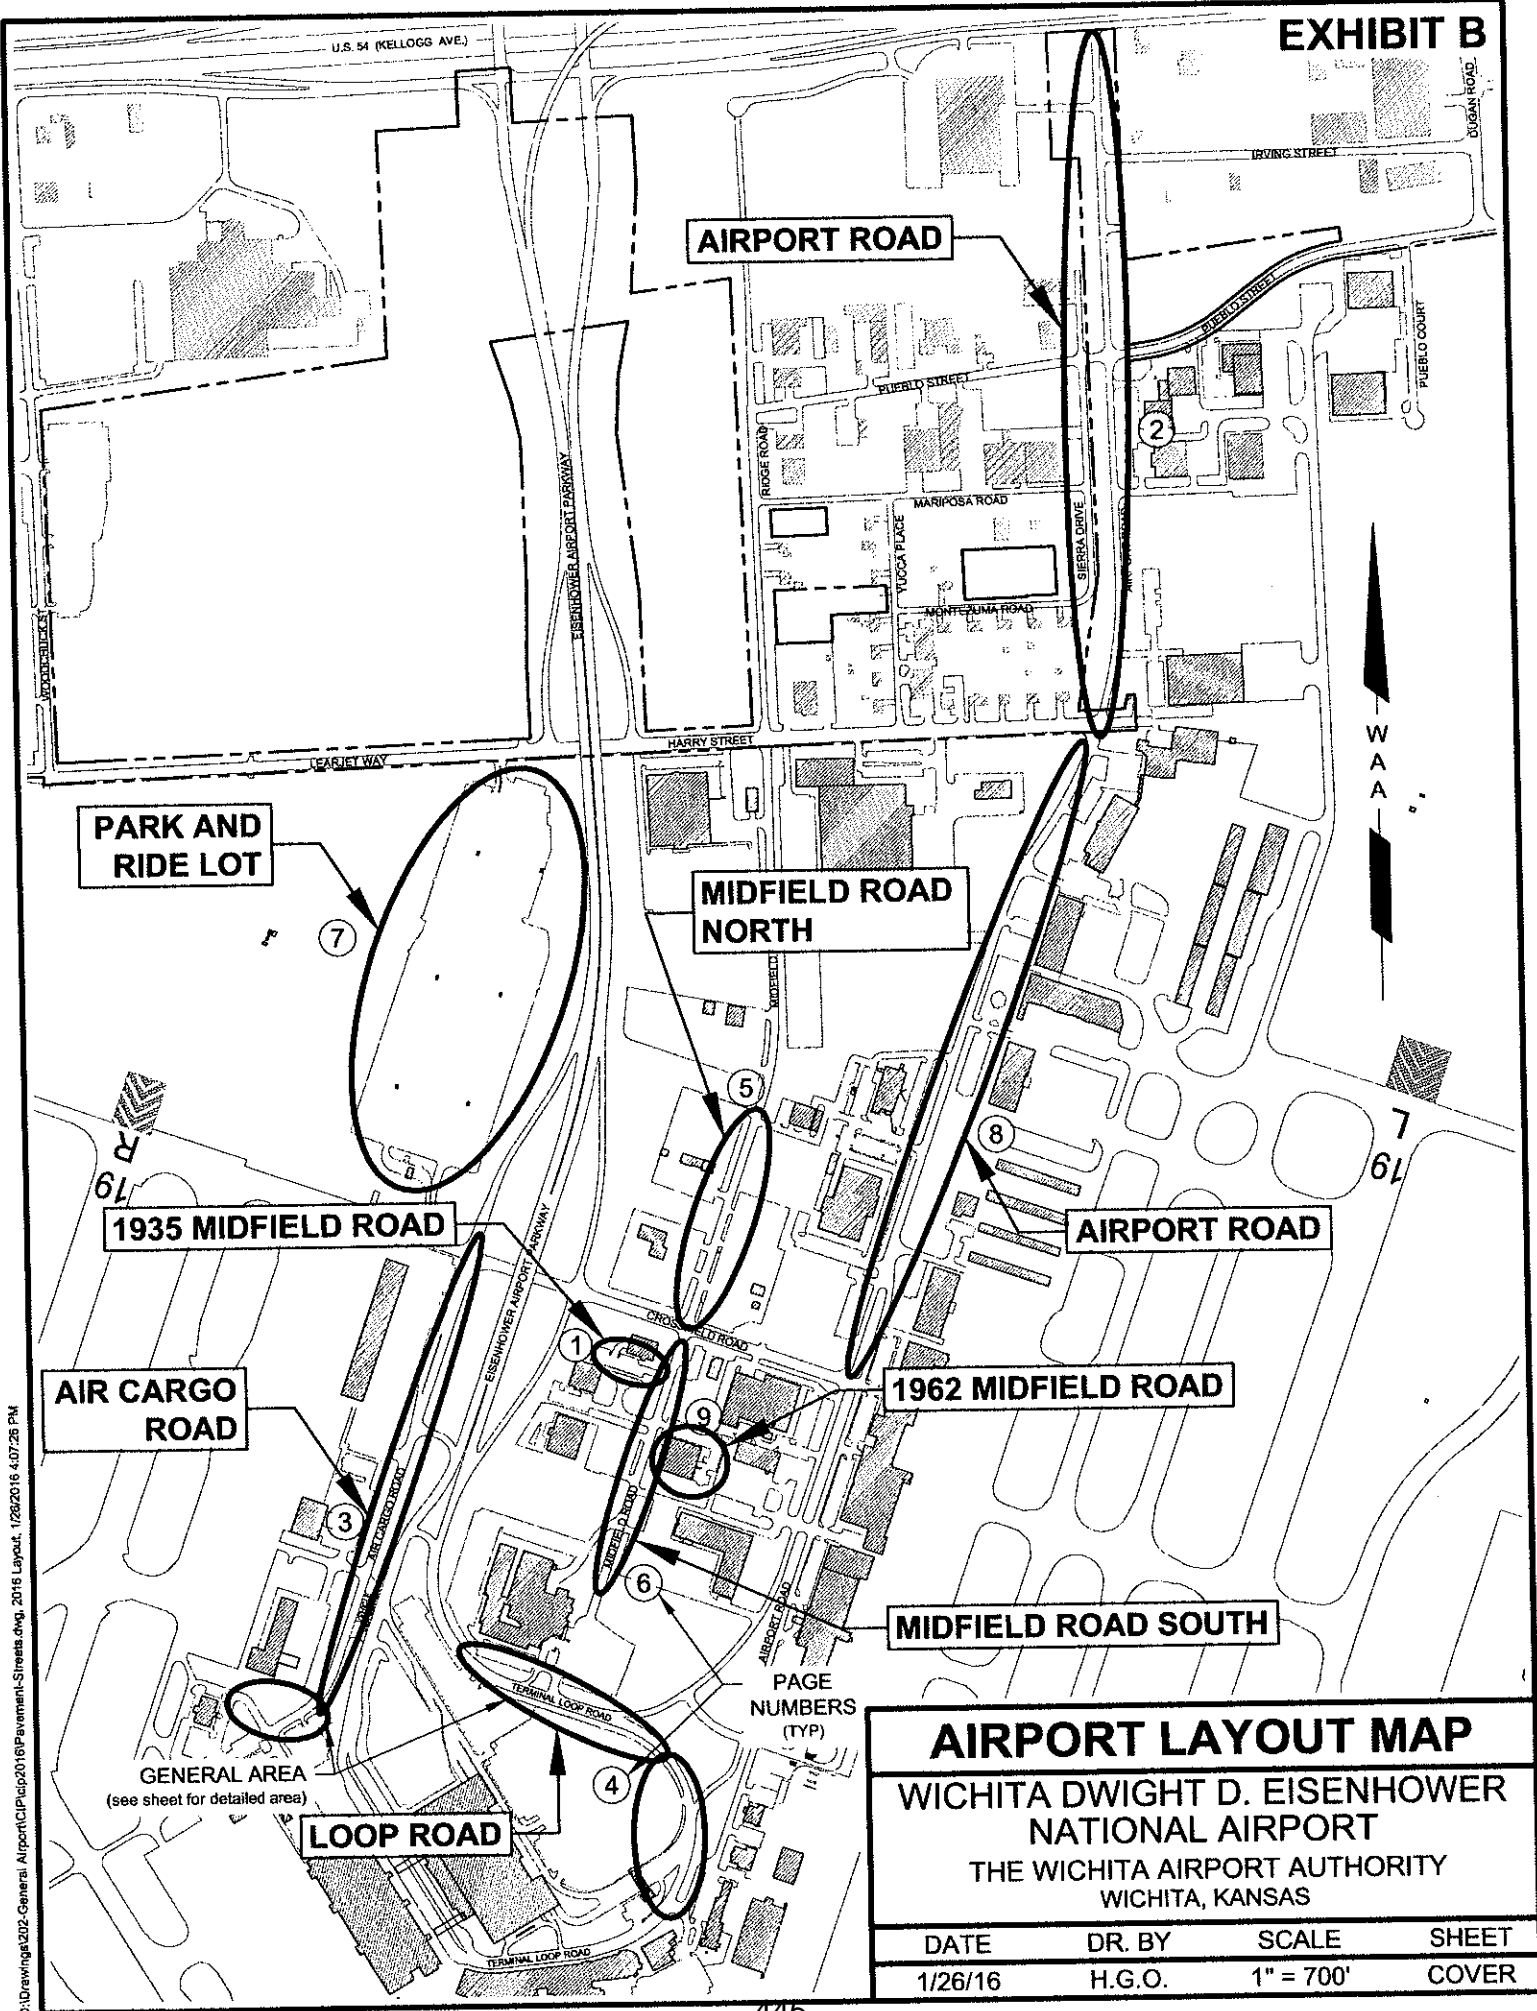 EXHIBIT B
U.S. 54 (KELLOGG AVE.)
DUGAN ROAD
IRVING STREET
AIRPORT ROAD
PUEBLO STREET
PUEBLO STREET
PUEBLO COURT
2
RIDGE ROAD
MARIPOSA ROAD
YUCCA PLACE
SIERRA DRIVE
AIRPORT ROAD
MONTEZUMA ROAD
EISENHOWER AIRPORT PARKWAY
WOODCHUCK ST
HARRY STREET
LEARJET WAY
WAA
PARK AND
RIDE LOT
7
MIDFIELD ROAD
NORTH
MIDFIELD
5
8
19 R
19 L
1935 MIDFIELD ROAD
AIRPORT ROAD
EISENHOWER AIRPORT PARKWAY
CROSSFIELD ROAD
1
AIR CARGO
ROAD
1962 MIDFIELD ROAD
9
3
AIR CARGO ROAD
MIDFIELD ROAD
6
MIDFIELD ROAD SOUTH
AIRPORT ROAD
PAGE
NUMBERS
(TYP)
TERMINAL LOOP ROAD
GENERAL AREA
(see sheet for detailed area)
4
LOOP ROAD
TERMINAL LOOP ROAD
AIRPORT LAYOUT MAP
WICHITA DWIGHT D. EISENHOWER
NATIONAL AIRPORT
THE WICHITA AIRPORT AUTHORITY
WICHITA, KANSAS
DATE DR. BY SCALE SHEET
1/26/16 H.G.O. 1" = 700' COVER